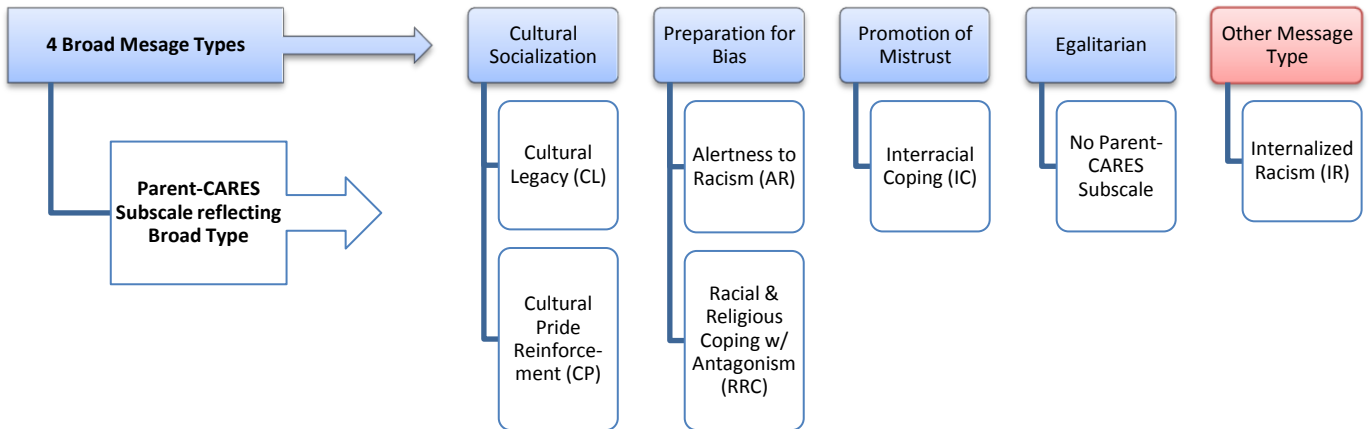 4 Broad Mesage Types
Cultural
Socialization
Preparation for
Bias
Promotion of
Mistrust
Egalitarian
Other Message
Type
Parent-CARES
Subscale reflecting
Broad Type
Cultural
Legacy (CL)
Alertness to
Racism (AR)
Interracial
Coping (IC)
No Parent-
CARES
Subscale
Internalized
Racism (IR)
Cultural
Pride
Reinforce-
ment (CP)
Racial &
Religious
Coping w/
Antagonism
(RRC)